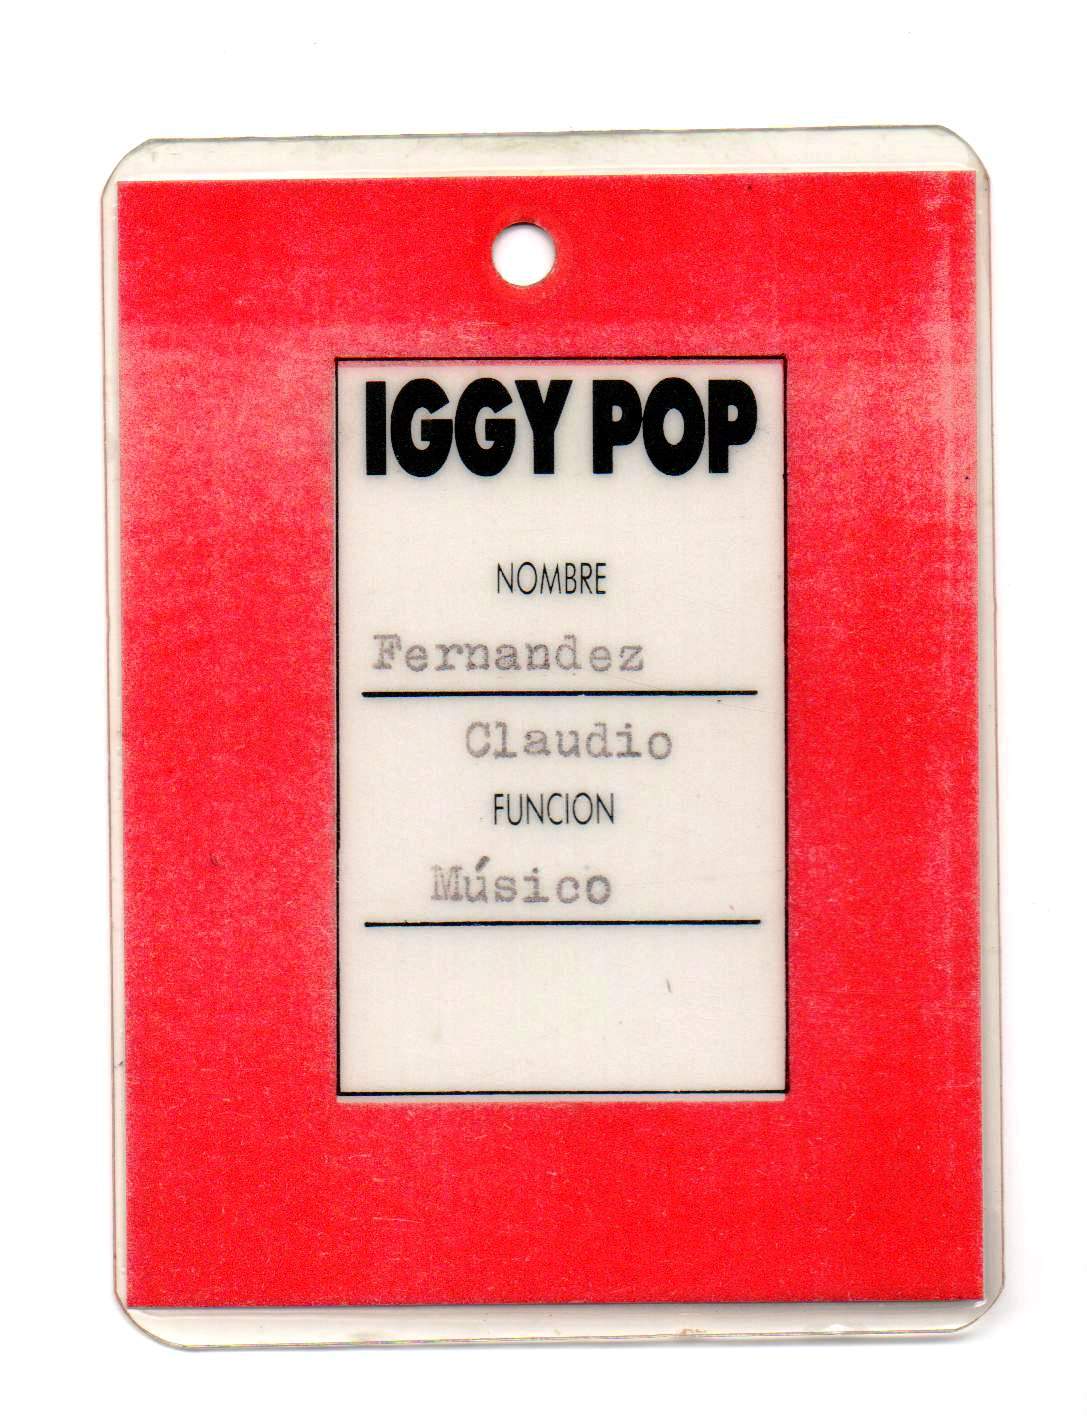 IGGY POP
NOMBRE
Fernandez
Claudio
FUNCION
Músico